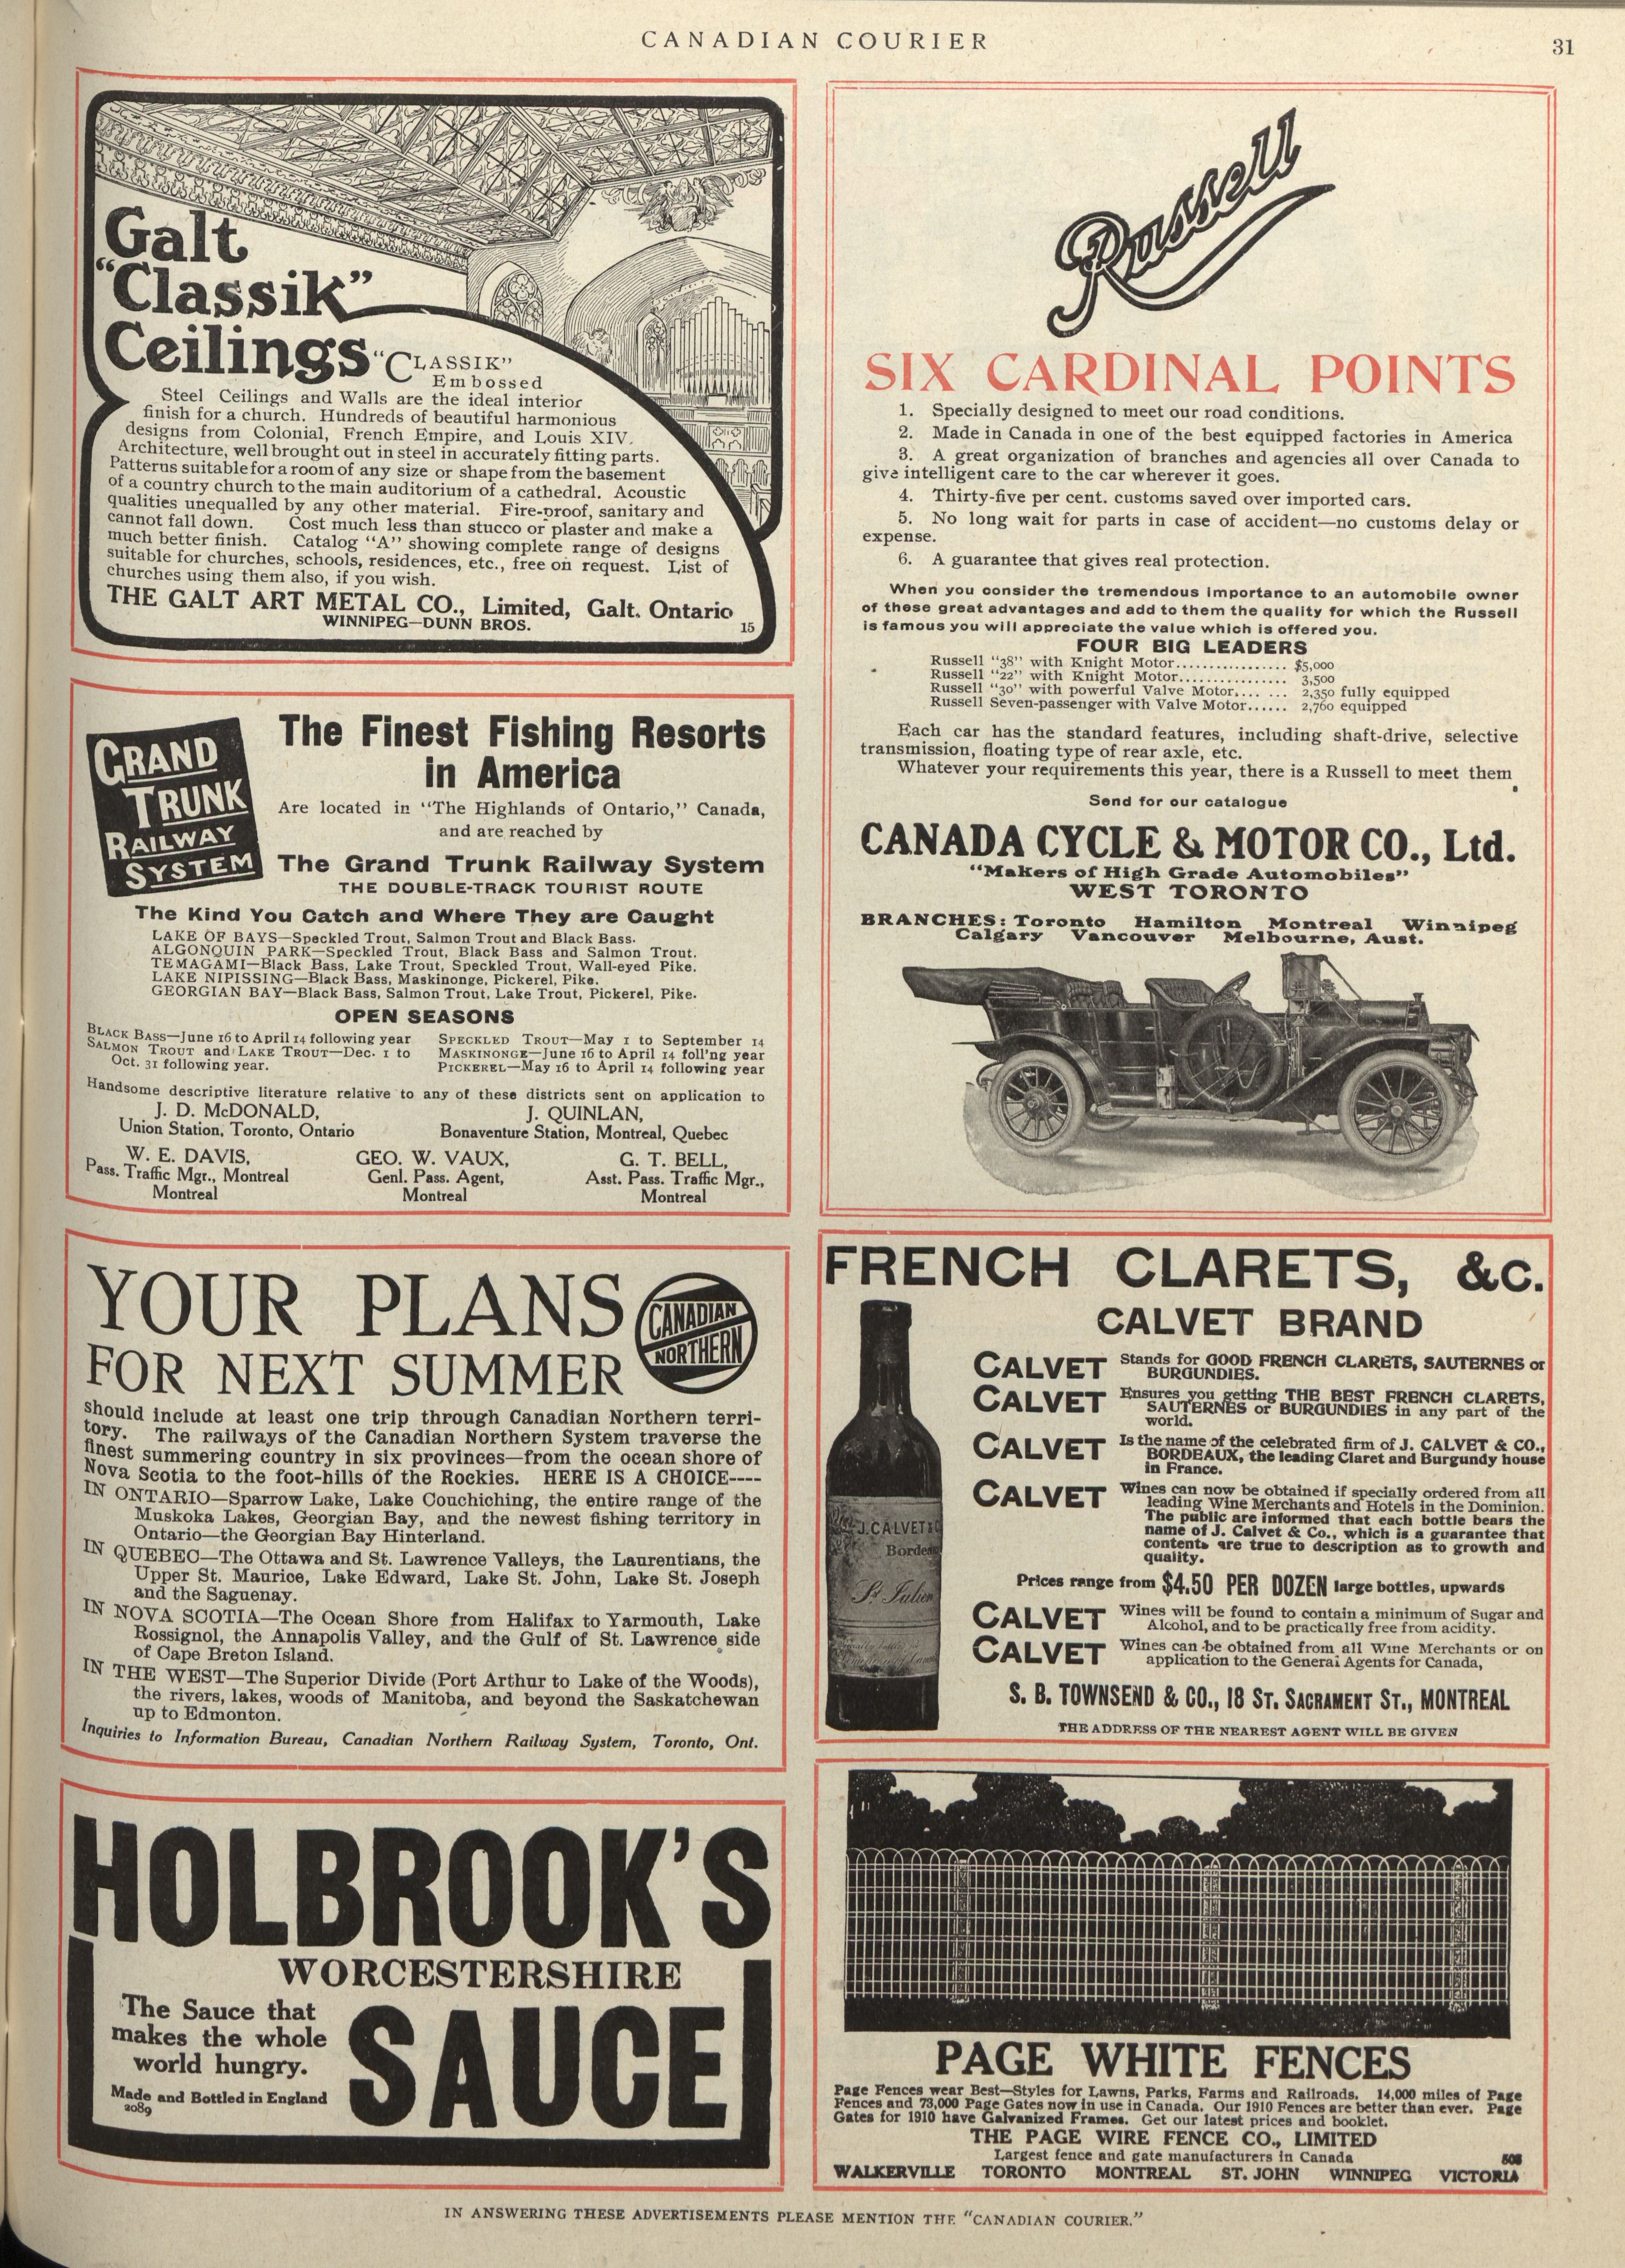 CANADIAN COURIER
31
Galt
"Classik"
Ceilings
"CLASSIK"
Embossed
Steel Ceilings and Walls are the ideal interior
finish for a church. Hundreds of beautiful harmonious
designs from Colonial, French Empire, and Louis XIV.
Architecture, well brought out in steel in accurately fitting parts.
Patterns suitable for a room of any size or shape from the basement
of a country church to the main auditorium of a cathedral. Acoustic
qualities unequalled by any other material. Fire-proof, sanitary and
cannot fall down. Cost much less than stucco or plaster and make a
much better finish. Catalog "A" showing complete range of designs
suitable for churches, schools, residences, etc., free on request. List of
churches using them also, if you wish.
THE GALT ART METAL CO., Limited, Galt. Ontario
WINNIPEG—DUNN BROS.
15
GRAND
TRUNK
RAILWAY
SYSTEM
The Finest Fishing Resorts
in America
Are located in "The Highlands of Ontario," Canada,
and are reached by
The Grand Trunk Railway System
THE DOUBLE-TRACK TOURIST ROUTE
The Kind You Catch and Where They are Caught
LAKE OF BAYS—Speckled Trout, Salmon Trout and Black Bass.
ALGONQUIN PARK—Speckled Trout, Black Bass and Salmon Trout.
TEMAGAMI—Black Bass, Lake Trout, Speckled Trout, Wall-eyed Pike.
LAKE NIPISSING—Black Bass, Maskinonge, Pickerel, Pike.
GEORGIAN BAY—Black Bass, Salmon Trout, Lake Trout, Pickerel, Pike.
OPEN SEASONS
BLACK BASS—June 16 to April 14 following year
SALMON TROUT and LAKE TROUT—Dec. 1 to
Oct. 31 following year.
SPECKLED TROUT—May 1 to September 14
MASKINONGE—June 16 to April 14 foll'ng year
PICKEREL—May 16 to April 14 following year
Handsome descriptive literature relative to any of these districts sent on application to
J. D. McDONALD,
Union Station, Toronto, Ontario
J. QUINLAN,
Bonaventure Station, Montreal, Quebec
W. E. DAVIS,
Pass. Traffic Mgr., Montreal
Montreal
GEO. W. VAUX,
Genl. Pass. Agent,
Montreal
G. T. BELL,
Asst. Pass. Traffic Mgr.,
Montreal
YOUR PLANS
FOR NEXT SUMMER
CANADIAN
NORTHERN
should include at least one trip through Canadian Northern terri-
tory. The railways of the Canadian Northern System traverse the
finest summering country in six provinces—from the ocean shore of
Nova Scotia to the foot-hills of the Rockies. HERE IS A CHOICE----
IN ONTARIO—Sparrow Lake, Lake Couchiching, the entire range of the
Muskoka Lakes, Georgian Bay, and the newest fishing territory in
Ontario—the Georgian Bay Hinterland.
IN QUEBEC—The Ottawa and St. Lawrence Valleys, the Laurentians, the
Upper St. Maurice, Lake Edward, Lake St. John, Lake St. Joseph
and the Saguenay.
IN NOVA SCOTIA—The Ocean Shore from Halifax to Yarmouth, Lake
Rossignol, the Annapolis Valley, and the Gulf of St. Lawrence side
of Cape Breton Island.
IN THE WEST—The Superior Divide (Port Arthur to Lake of the Woods),
the rivers, lakes, woods of Manitoba, and beyond the Saskatchewan
up to Edmonton.
Inquiries to Information Bureau, Canadian Northern Railway System, Toronto, Ont.
HOLBROOK'S
WORCESTERSHIRE
The Sauce that
makes the whole
world hungry.
Made and Bottled in England
2089
SAUCE
Russell
SIX CARDINAL POINTS
1. Specially designed to meet our road conditions.
2. Made in Canada in one of the best equipped factories in America
3. A great organization of branches and agencies all over Canada to
give intelligent care to the car wherever it goes.
4. Thirty-five per cent. customs saved over imported cars.
5. No long wait for parts in case of accident—no customs delay or
expense.
6. A guarantee that gives real protection.
When you consider the tremendous importance to an automobile owner
of these great advantages and add to them the quality for which the Russell
is famous you will appreciate the value which is offered you.
FOUR BIG LEADERS
Russell "38" with Knight Motor................. $5,000
Russell "22" with Knight Motor................ 3,500
Russell "30" with powerful Valve Motor.... ... 2,350 fully equipped
Russell Seven-passenger with Valve Motor...... 2,760 equipped
Each car has the standard features, including shaft-drive, selective
transmission, floating type of rear axle, etc.
Whatever your requirements this year, there is a Russell to meet them
Send for our catalogue
CANADA CYCLE & MOTOR CO., Ltd.
"Makers of High Grade Automobiles"
WEST TORONTO
BRANCHES: Toronto Hamilton Montreal Winnipeg
Calgary Vancouver Melbourne, Aust.
FRENCH CLARETS, &c.
CALVET BRAND
CALVET Stands for GOOD FRENCH CLARETS, SAUTERNES or
BURGUNDIES.
CALVET Ensures you getting THE BEST FRENCH CLARETS,
SAUTERNES or BURGUNDIES in any part of the
world.
CALVET Is the name of the celebrated firm of J. CALVET & CO.,
BORDEAUX, the leading Claret and Burgundy house
in France.
CALVET Wines can now be obtained if specially ordered from all
leading Wine Merchants and Hotels in the Dominion.
The public are informed that each bottle bears the
name of J. Calvet & Co., which is a guarantee that
contents are true to description as to growth and
quality.
Prices range from $4.50 PER DOZEN large bottles, upwards
CALVET Wines will be found to contain a minimum of Sugar and
Alcohol, and to be practically free from acidity.
CALVET Wines can be obtained from all Wine Merchants or on
application to the General Agents for Canada,
S. B. TOWNSEND & CO., 18 ST. SACRAMENT ST., MONTREAL
THE ADDRESS OF THE NEAREST AGENT WILL BE GIVEN
J. CALVET & C
Bordeau
St Julien
PAGE WHITE FENCES
Page Fences wear Best—Styles for Lawns, Parks, Farms and Railroads. 14,000 miles of Page
Fences and 73,000 Page Gates now in use in Canada. Our 1910 Fences are better than ever. Page
Gates for 1910 have Galvanized Frames. Get our latest prices and booklet.
THE PAGE WIRE FENCE CO., LIMITED
Largest fence and gate manufacturers in Canada
508
WALKERVILLE TORONTO MONTREAL ST. JOHN WINNIPEG VICTORIA
IN ANSWERING THESE ADVERTISEMENTS PLEASE MENTION THE "CANADIAN COURIER."